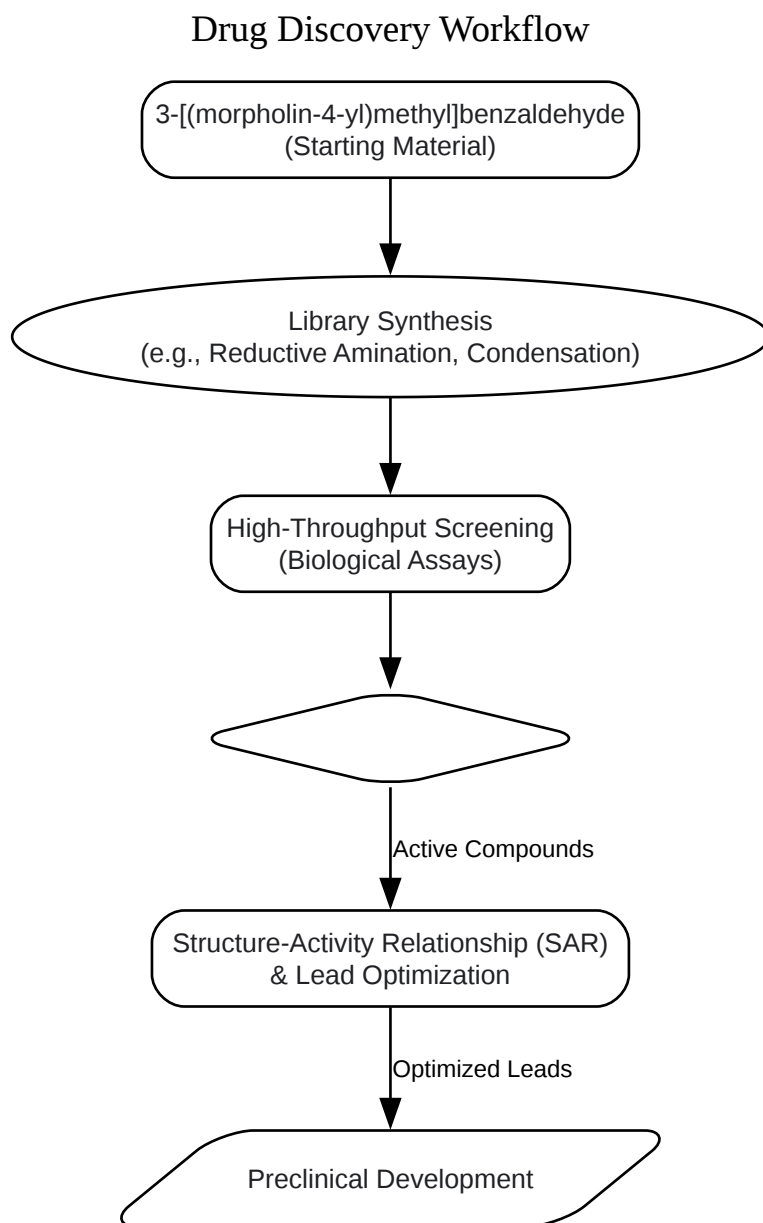 Drug Discovery Workflow
3-[(morpholin-4-yl)methyl]benzaldehyde
(Starting Material)
Library Synthesis
(e.g., Reductive Amination, Condensation)
High-Throughput Screening
(Biological Assays)
Active Compounds
Structure-Activity Relationship (SAR)
& Lead Optimization
Optimized Leads
Preclinical Development